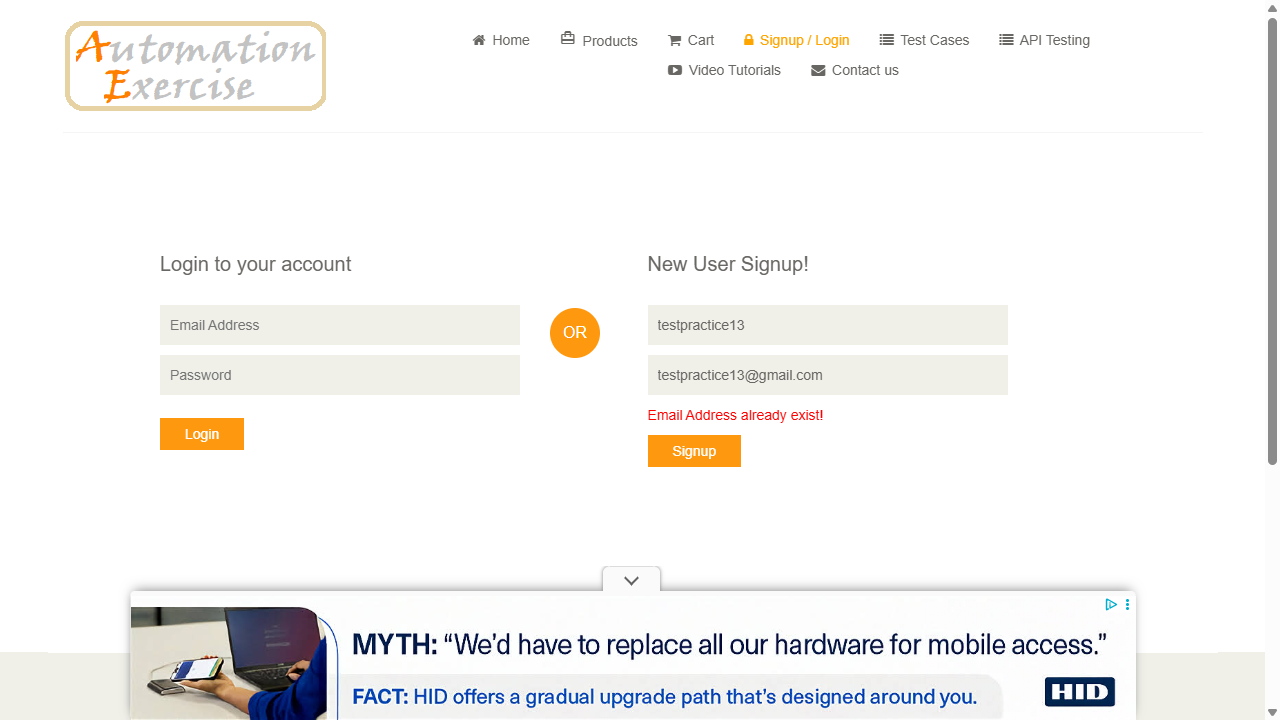 Automation
Exercise
Home
Products
Cart
Signup / Login
Test Cases
API Testing
Video Tutorials
Contact us
Login to your account
Email Address
Password
Login
OR
New User Signup!
testpractice13
testpractice13@gmail.com
Email Address already exist!
Signup
MYTH: “We’d have to replace all our hardware for mobile access.”
FACT: HID offers a gradual upgrade path that’s designed around you.
HID